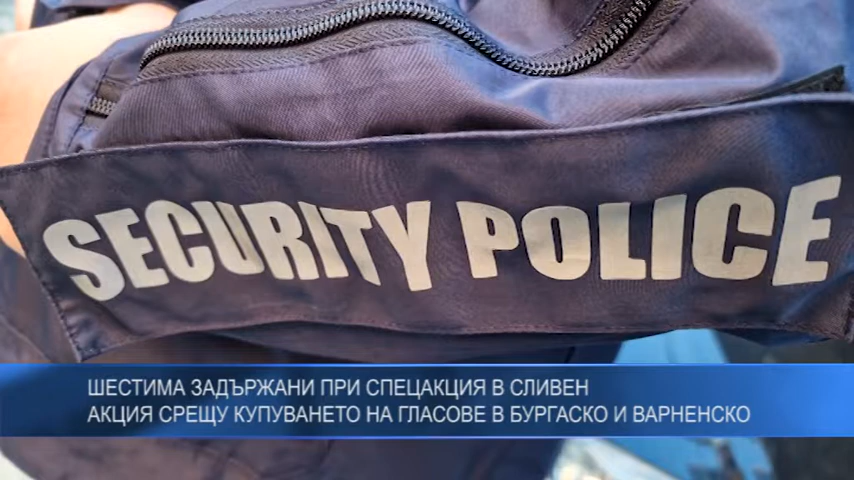 SECURITY POLICE
ШЕСТИМА ЗАДЪРЖАНИ ПРИ СПЕЦАКЦИЯ В СЛИВЕН
АКЦИЯ СРЕЩУ КУПУВАНЕТО НА ГЛАСОВЕ В БУРГАСКО И ВАРНЕНСКО